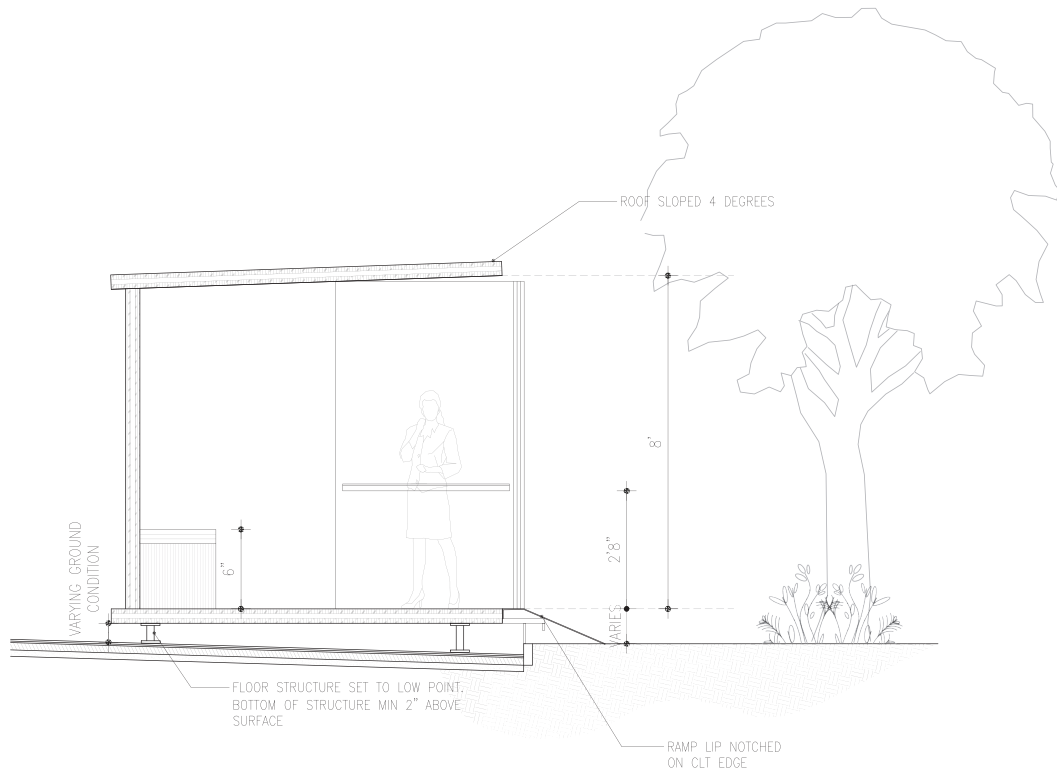 ROOF SLOPED 4 DEGREES
8'
2'8"
6"
VARYING GROUND
CONDITION
VARIES
FLOOR STRUCTURE SET TO LOW POINT.
BOTTOM OF STRUCTURE MIN 2" ABOVE
SURFACE
RAMP LIP NOTCHED
ON CLT EDGE